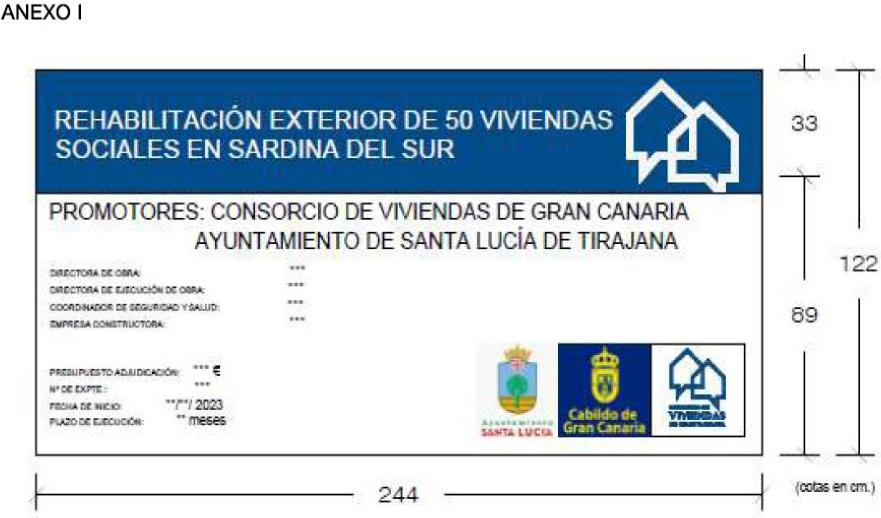 ANEXO I
REHABILITACIÓN EXTERIOR DE 50 VIVIENDAS
SOCIALES EN SARDINA DEL SUR
33
PROMOTORES: CONSORCIO DE VIVIENDAS DE GRAN CANARIA
AYUNTAMIENTO DE SANTA LUCÍA DE TIRAJANA
122
DIRECTORA DE OBRA: ***
DIRECTORA DE EJECUCIÓN DE OBRA: ***
COORDINADOR DE SEGURIDAD Y SALUD: ***
EMPRESA CONSTRUCTORA: ***
89
PRESUPUESTO ADJUDICACIÓN: *** €
Nº DE EXPTE.: ***
FECHA DE INICIO: **/**/ 2023
PLAZO DE EJECUCIÓN: ** meses
Ayuntamiento
SANTA LUCÍA
Cabildo de
Gran Canaria
VIVIENDAS
244
(cotas en cm.)